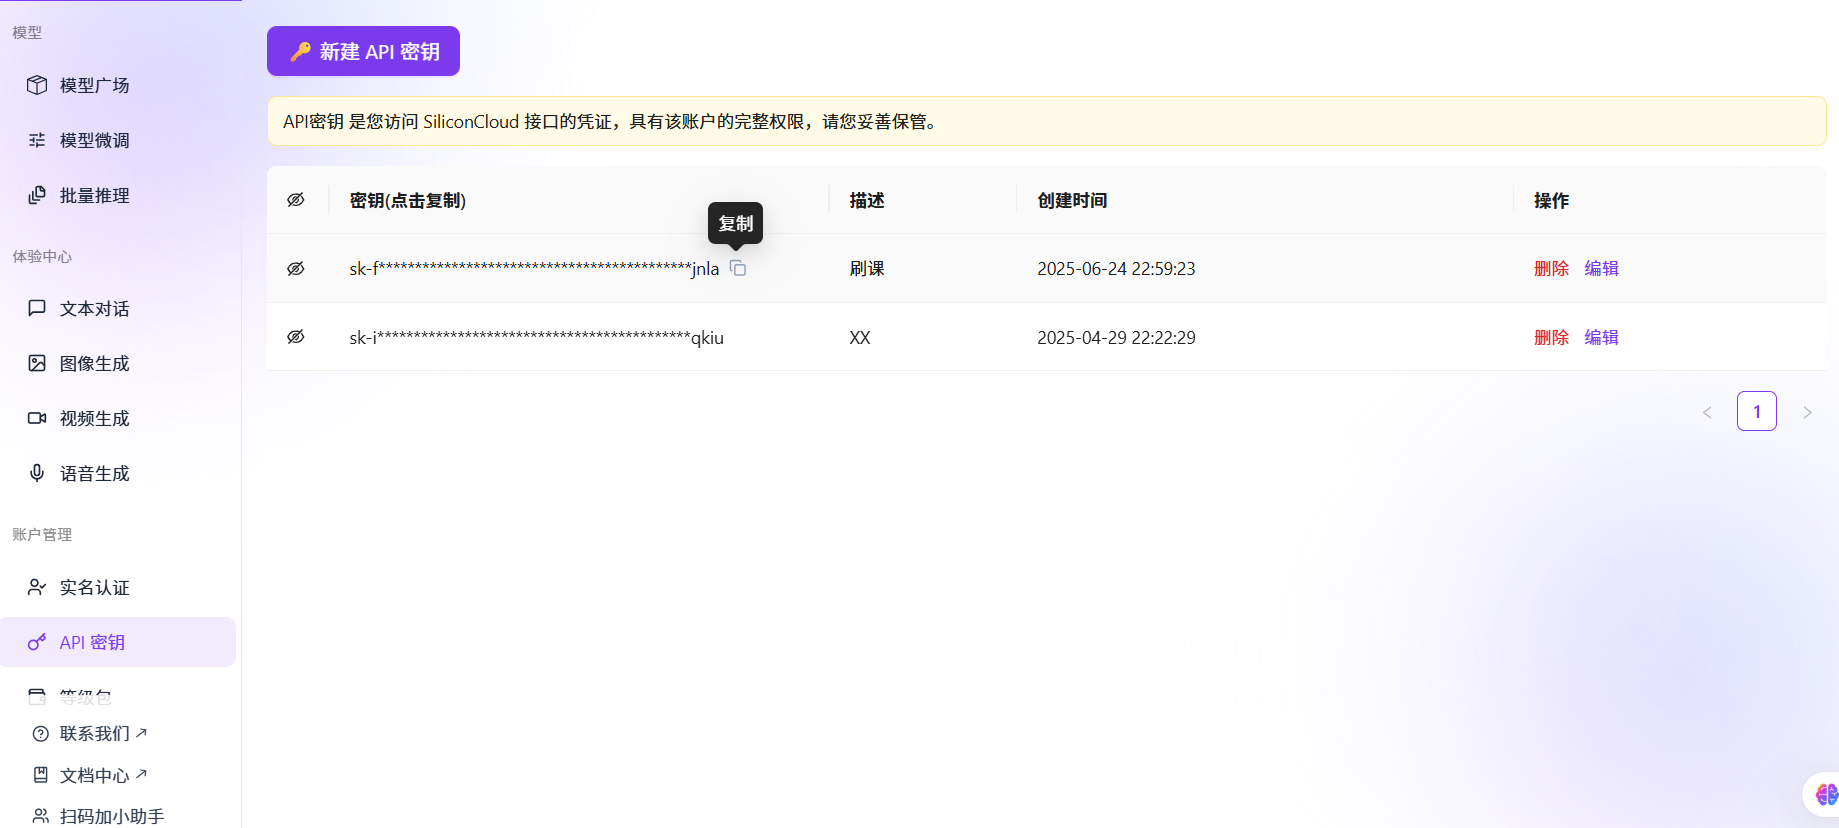 模型
模型广场
模型微调
批量推理
体验中心
文本对话
图像生成
视频生成
语音生成
账户管理
实名认证
API 密钥
等级包
联系我们
文档中心
扫码加小助手
新建 API 密钥
API密钥 是您访问 SiliconCloud 接口的凭证，具有该账户的完整权限，请您妥善保管。
密钥(点击复制) 描述 创建时间 操作
复制
sk-f*******************************************jnla 刷课 2025-06-24 22:59:23 删除 编辑
sk-i*******************************************qkiu XX 2025-04-29 22:22:29 删除 编辑
1